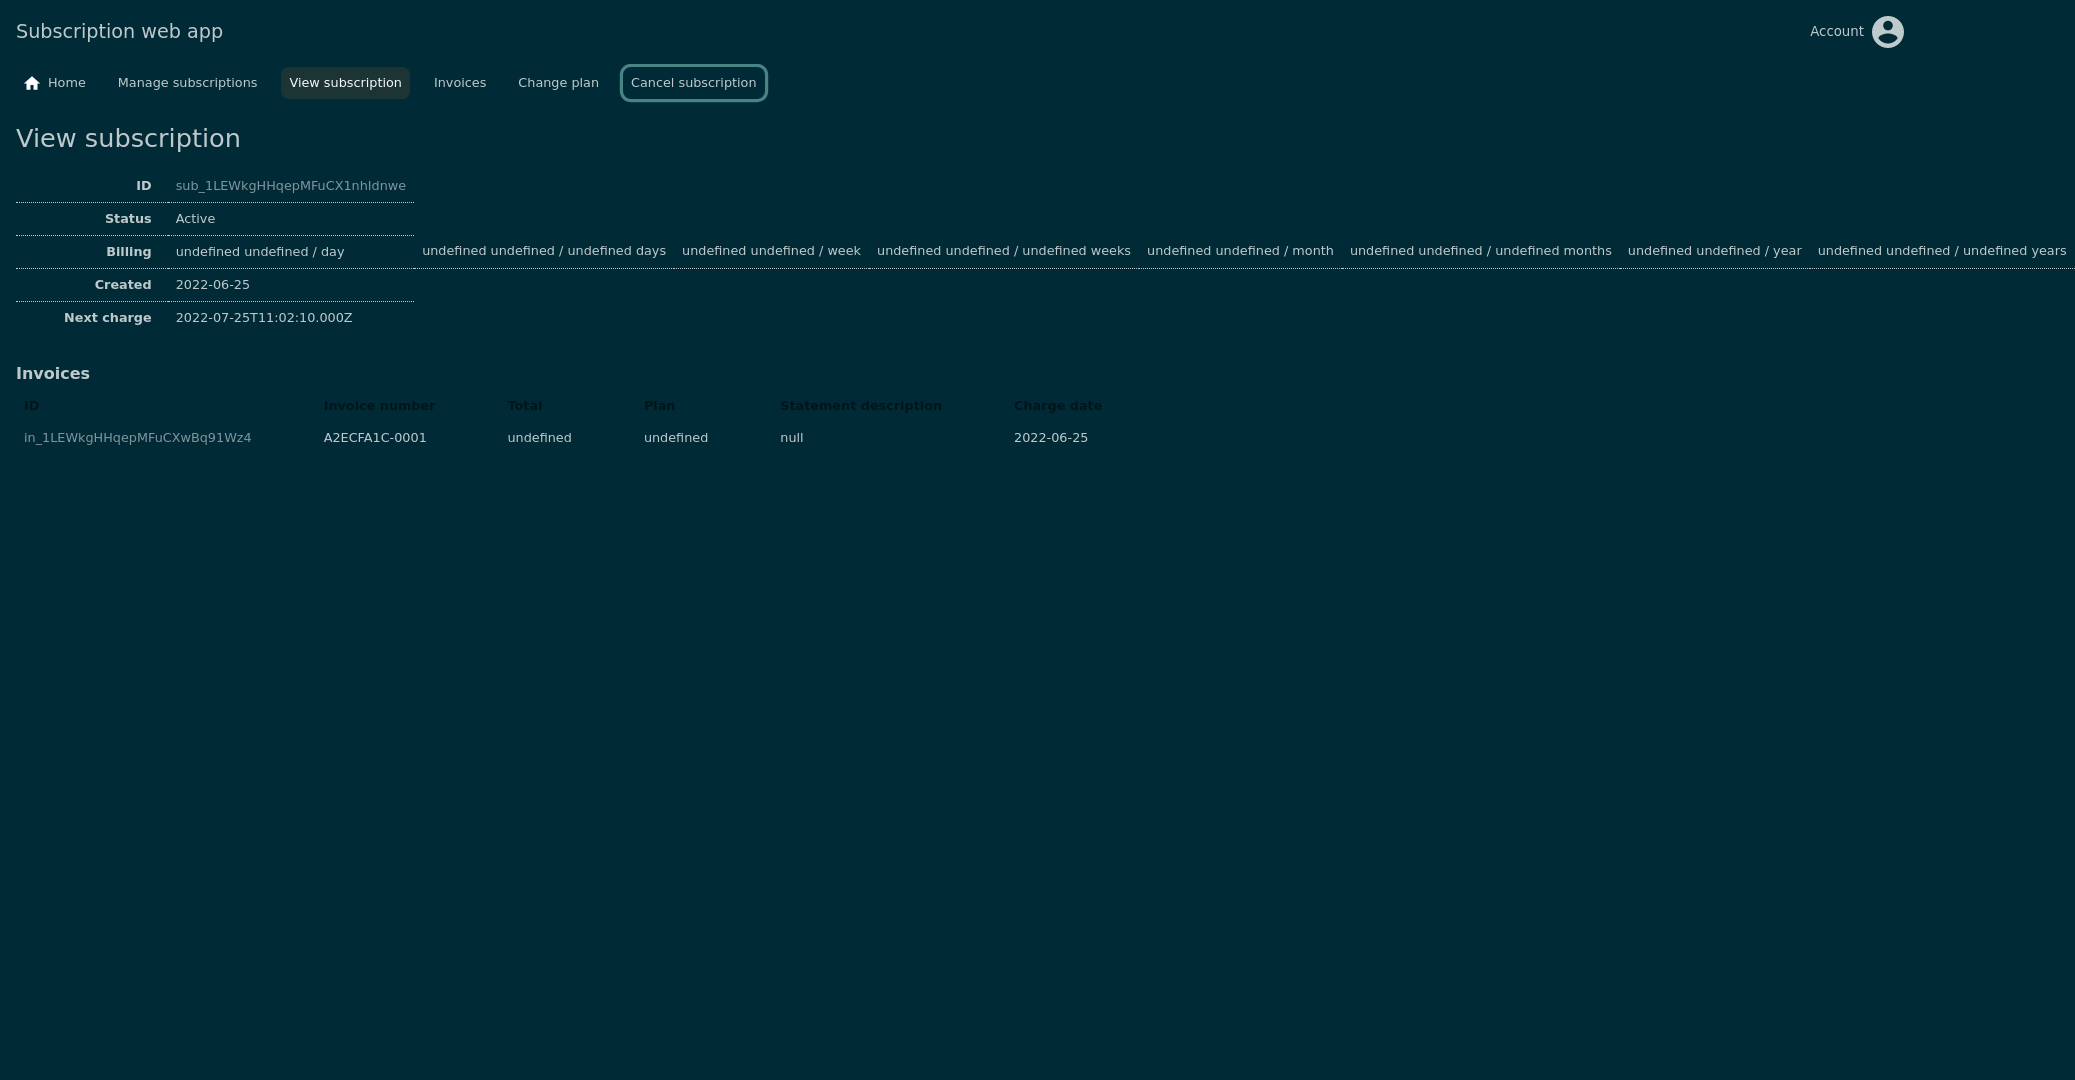 Subscription web app Account
Home Manage subscriptions View subscription Invoices Change plan Cancel subscription
View subscription
ID sub_1LEWkgHHqepMFuCX1nhIdnwe
Status Active
Billing undefined undefined / day undefined undefined / undefined days undefined undefined / week undefined undefined / undefined weeks undefined undefined / month undefined undefined / undefined months undefined undefined / year undefined undefined / undefined years
Created 2022-06-25
Next charge 2022-07-25T11:02:10.000Z
Invoices
ID Invoice number Total Plan Statement description Charge date
in_1LEWkgHHqepMFuCXwBq91Wz4 A2ECFA1C-0001 undefined undefined null 2022-06-25